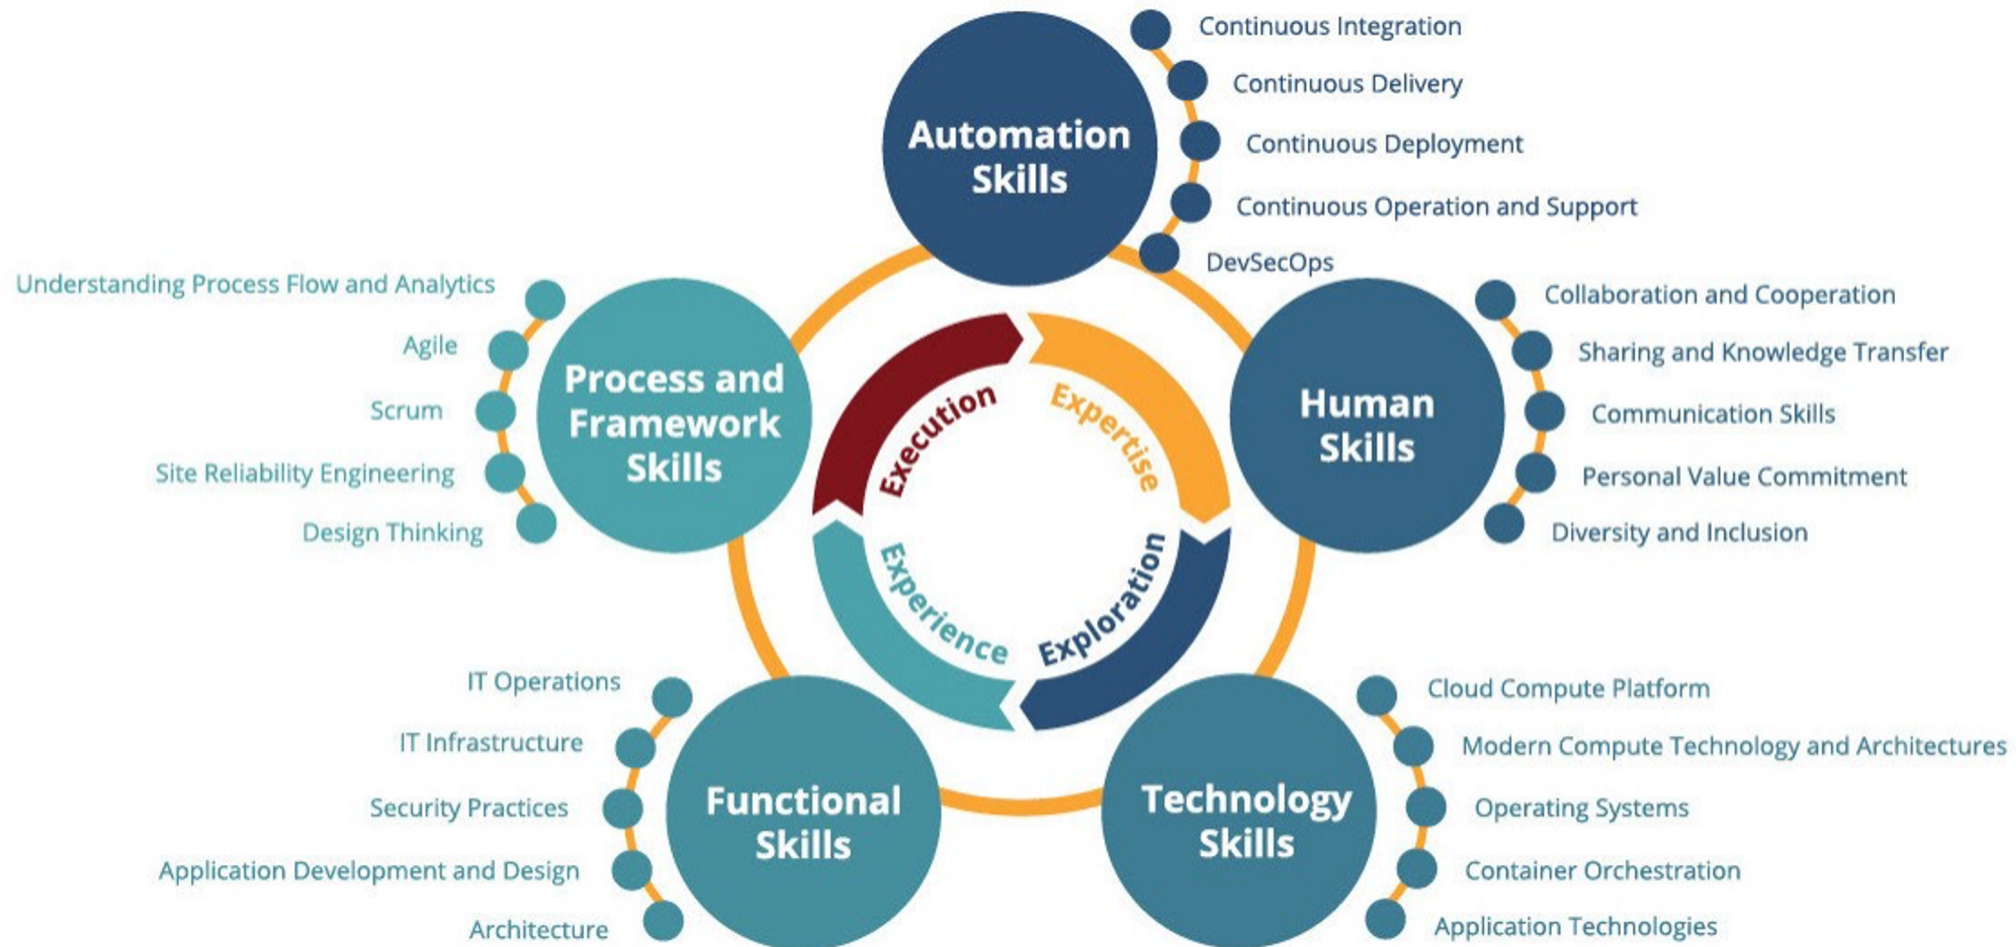 Automation
Skills
Continuous Integration
Continuous Delivery
Continuous Deployment
Continuous Operation and Support
DevSecOps
Human
Skills
Collaboration and Cooperation
Sharing and Knowledge Transfer
Communication Skills
Personal Value Commitment
Diversity and Inclusion
Technology
Skills
Cloud Compute Platform
Modern Compute Technology and Architectures
Operating Systems
Container Orchestration
Application Technologies
Functional
Skills
IT Operations
IT Infrastructure
Security Practices
Application Development and Design
Architecture
Process and
Framework
Skills
Understanding Process Flow and Analytics
Agile
Scrum
Site Reliability Engineering
Design Thinking
Execution
Expertise
Exploration
Experience